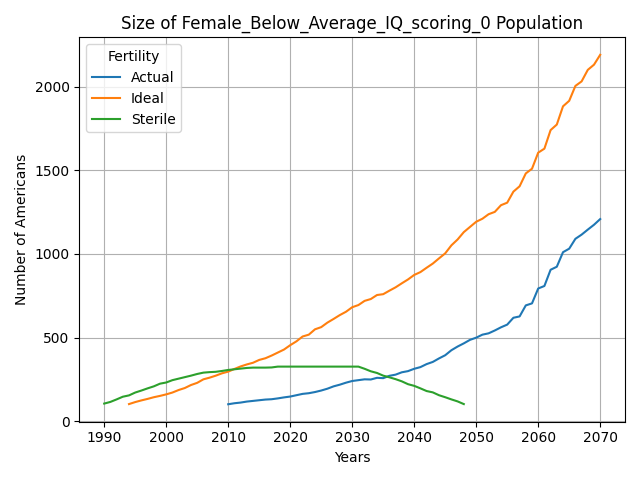 Size of Female_Below_Average_IQ_scoring_0 Population
Fertility
Actual
Ideal
Sterile
Number of Americans
2000
1500
1000
500
0
1990 2000 2010 2020 2030 2040 2050 2060 2070
Years